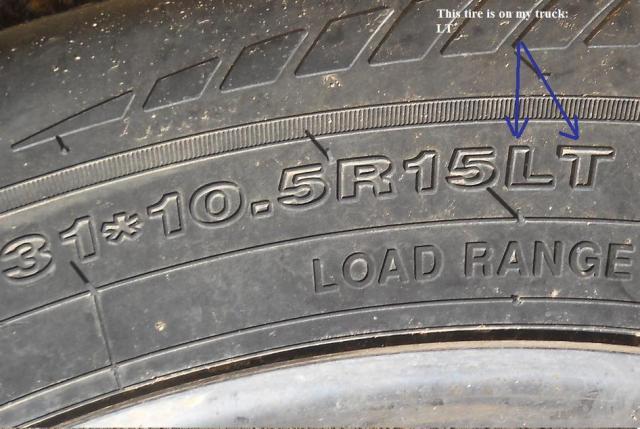 This tire is on my truck:
LT
31*10.5R15LT
LOAD RANGE